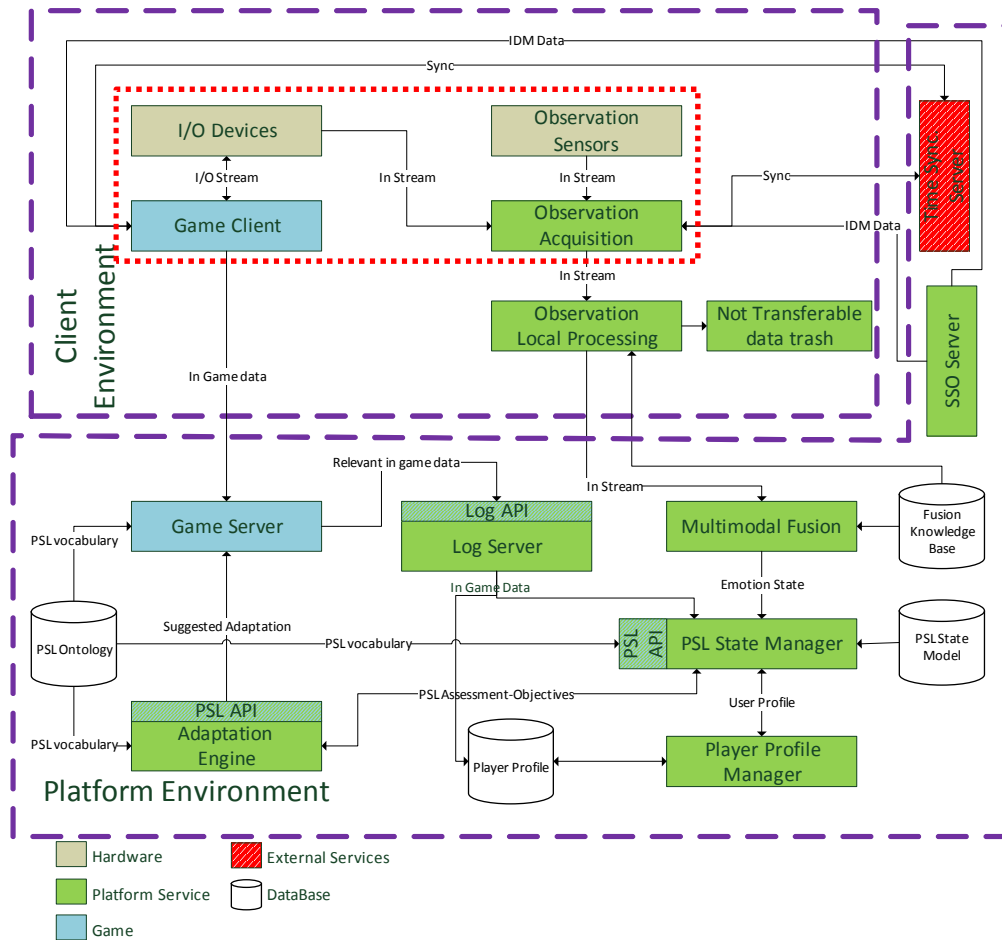 IDM Data
Sync
I/O Devices
Observation
Sensors
I/O Stream
In Stream
In Stream
Sync
Time Sync.
Server
Game Client
Observation
Acquisition
IDM Data
In Stream
Client
Environment
Observation
Local Processing
Not Transferable
data trash
SSO Server
In Game data
Relevant in game data
In Stream
Log API
Log Server
Game Server
Multimodal Fusion
Fusion
Knowledge
Base
PSL vocabulary
In Game Data
Emotion State
Suggested Adaptation
PSL Ontology
PSL vocabulary
PSL
API
PSL State Manager
PSL State
Model
PSL Assessment-Objectives
User Profile
PSL API
Adaptation
Engine
PSL vocabulary
Player Profile
Player Profile
Manager
Platform Environment
Hardware
External Services
Platform Service
DataBase
Game